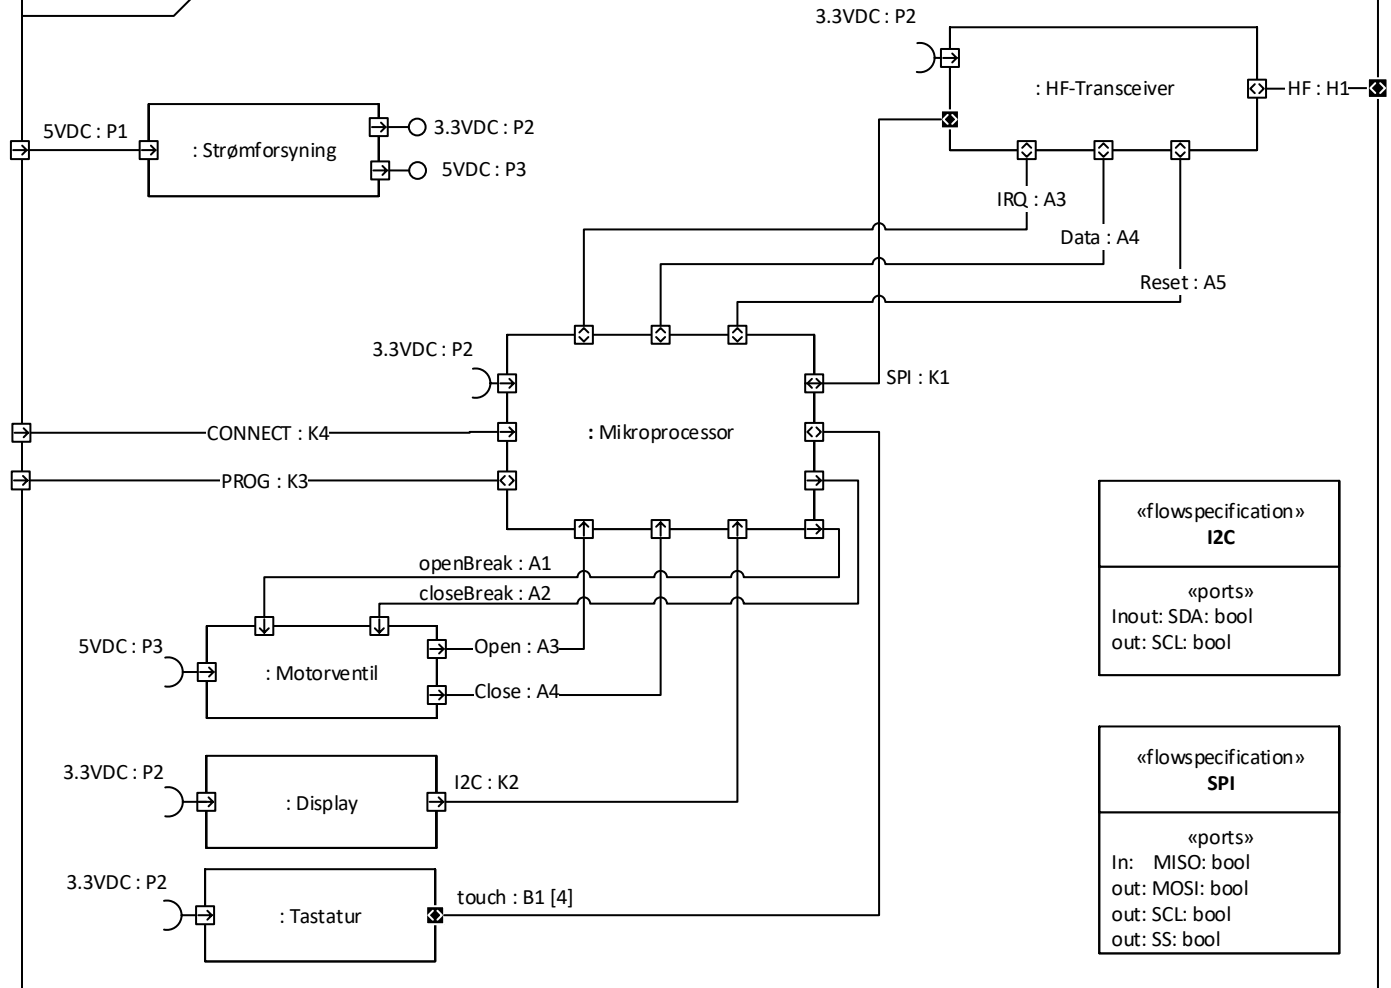 3.3VDC : P2
: HF-Transceiver
HF : H1
5VDC : P1
: Strømforsyning
3.3VDC : P2
5VDC : P3
IRQ : A3
Data : A4
Reset : A5
3.3VDC : P2
SPI : K1
CONNECT : K4
: Mikroprocessor
PROG : K3
openBreak : A1
closeBreak : A2
5VDC : P3
: Motorventil
Open : A3
Close : A4
3.3VDC : P2
: Display
I2C : K2
3.3VDC : P2
: Tastatur
touch : B1 [4]
«flowspecification»
I2C
«ports»
Inout: SDA: bool
out: SCL: bool
«flowspecification»
SPI
«ports»
In: MISO: bool
out: MOSI: bool
out: SCL: bool
out: SS: bool